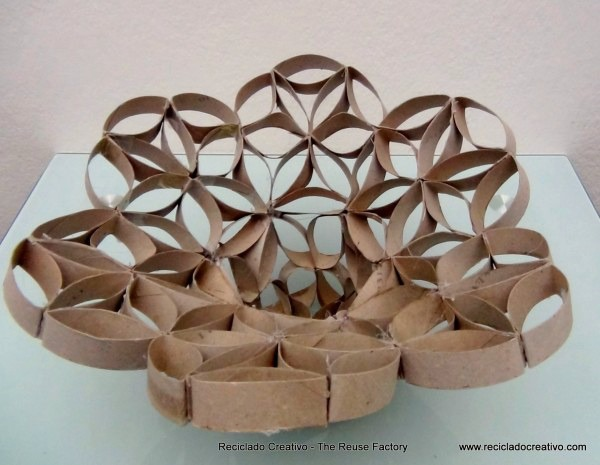 Reciclado Creativo - The Reuse Factory
www.recicladocreativo.com